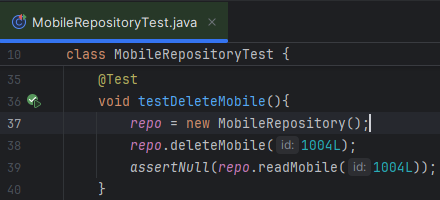 MobileRepositoryTest.java
10 class MobileRepositoryTest {
35 @Test
36 void testDeleteMobile(){
37 repo = new MobileRepository();
38 repo.deleteMobile( id: 1004L);
39 assertNull(repo.readMobile( id: 1004L));
40 }